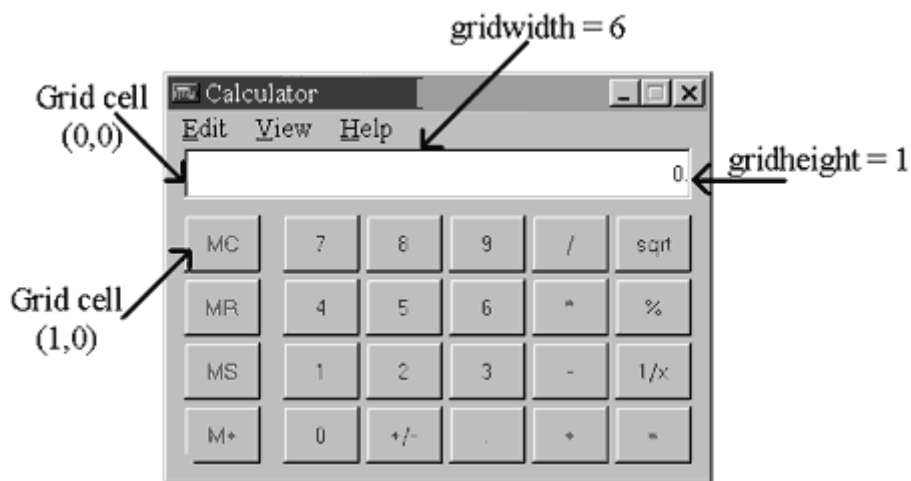 gridwidth = 6
Grid cell
(0,0)
Calculator
Edit View Help
0.
gridheight = 1
MC 7 8 9 / sqrt
Grid cell
(1,0)
MR 4 5 6 * %
MS 1 2 3 - 1/x
M+ 0 +/- . + =